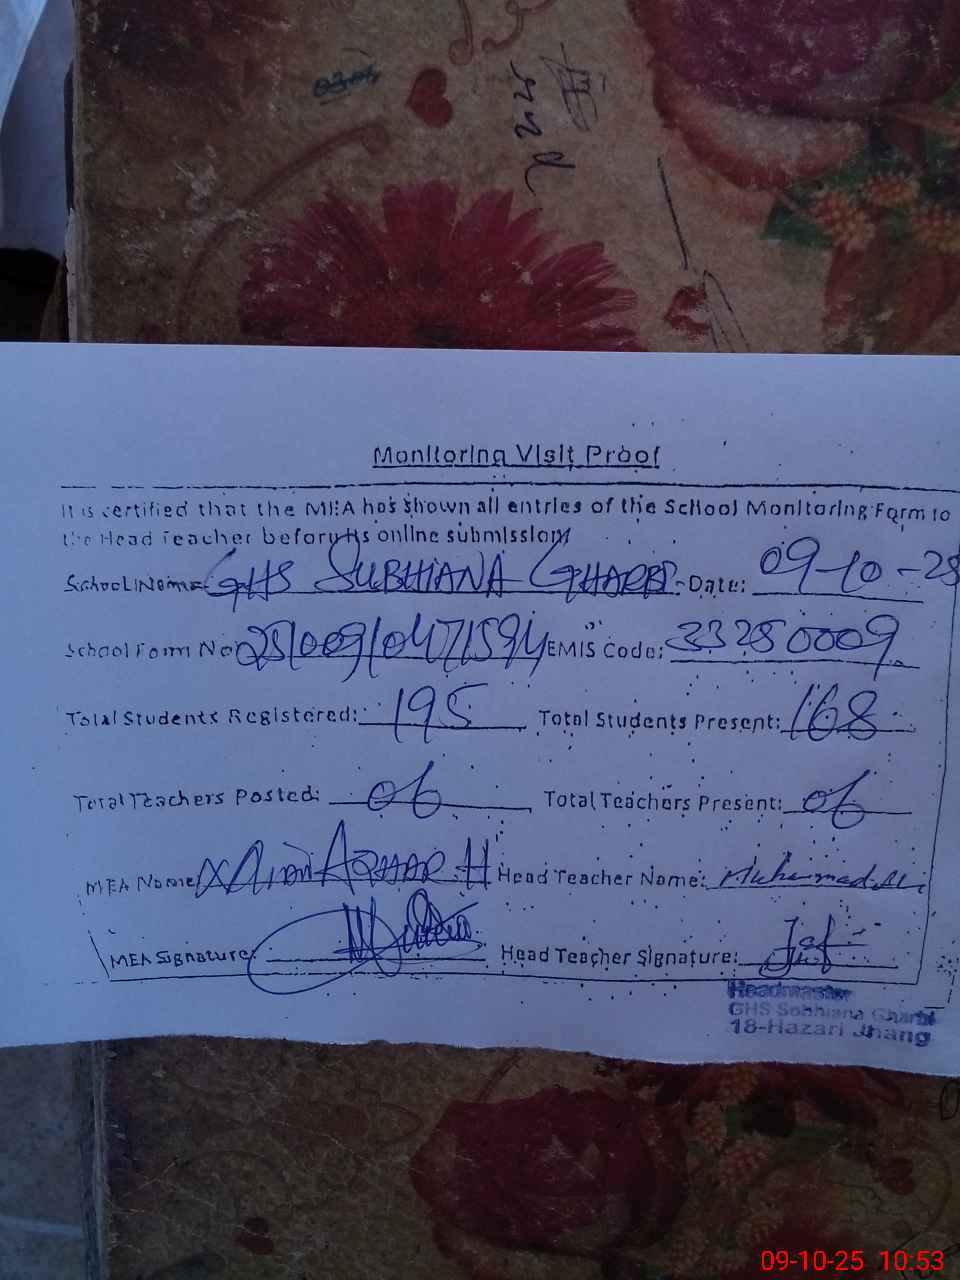 Monitoring Visit Proof
It is certified that the MEA has shown all entries of the School Monitoring Form to
the Head Teacher before its online submission
School Name: GHS SUBHIANA GHARBI Date: 09-10-25
School Form No: EMIS Code: 33250009
Total Students Registered: 195 Total Students Present: 168
Total Teachers Posted: 06 Total Teachers Present: 06
MEA Name AZHAR H Head Teacher Name: Muhammad Ali
MEA Signature: Head Teacher Signature:
Headmaster
GHS Sobhiana Gharbi
18-Hazari Jhang
09-10-25 10:53